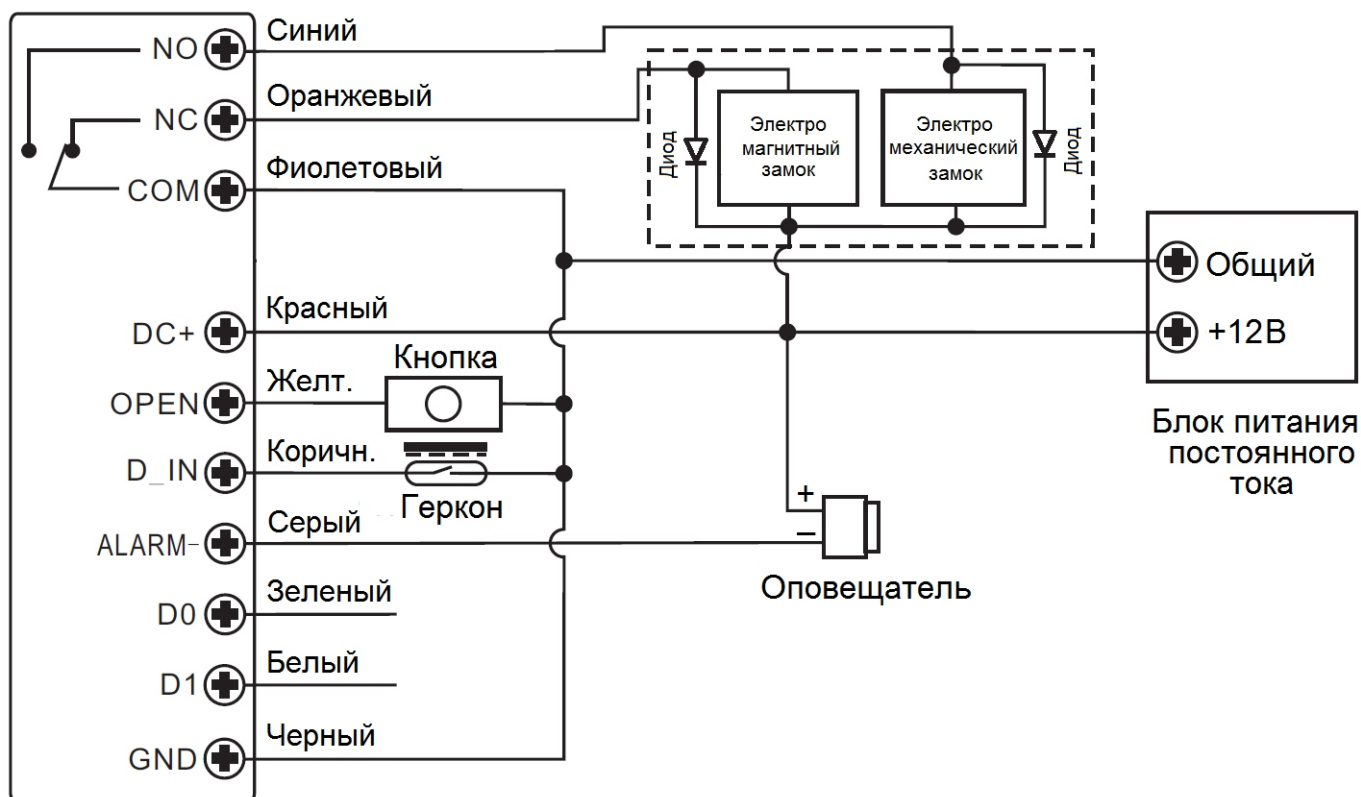 NO
Синий
NC
Оранжевый
COM
Фиолетовый
Диод
Электро
магнитный
замок
Электро
механический
замок
Диод
Общий
+12В
Блок питания
постоянного
тока
DC+
Красный
OPEN
Желт.
Кнопка
D_IN
Коричн.
Геркон
ALARM-
Серый
+
–
Оповещатель
D0
Зеленый
D1
Белый
GND
Черный